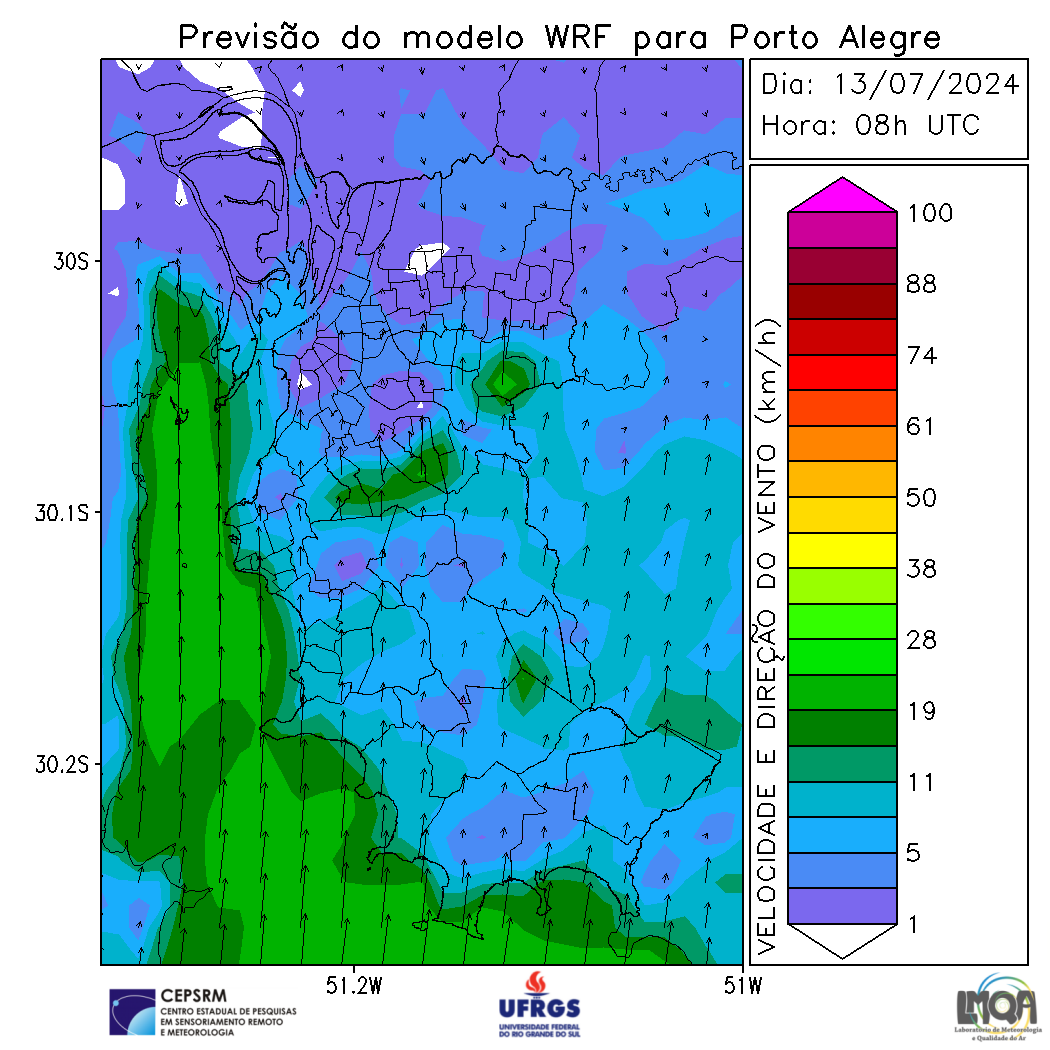 Previsão do modelo WRF para Porto Alegre
Dia: 13/07/2024
Hora: 08h UTC
30S
30.1S
30.2S
51.2W
51W
VELOCIDADE E DIREÇÃO DO VENTO (km/h)
100
88
74
61
50
38
28
19
11
5
1
CEPSRM
CENTRO ESTADUAL DE PESQUISAS
EM SENSORIAMENTO REMOTO
E METEOROLOGIA
UFRGS
UNIVERSIDADE FEDERAL
DO RIO GRANDE DO SUL
LMQA
Laboratório de Meteorologia
e Qualidade do Ar